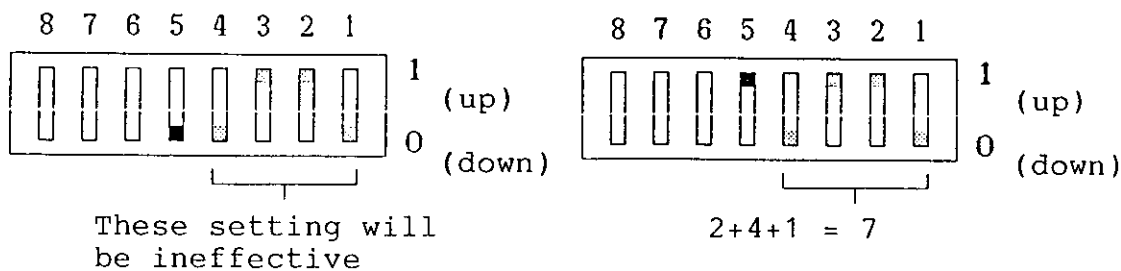 8 7 6 5 4 3 2 1
1
(up)
0
(down)
These setting will
be ineffective
8 7 6 5 4 3 2 1
1
(up)
0
(down)
2+4+1 = 7